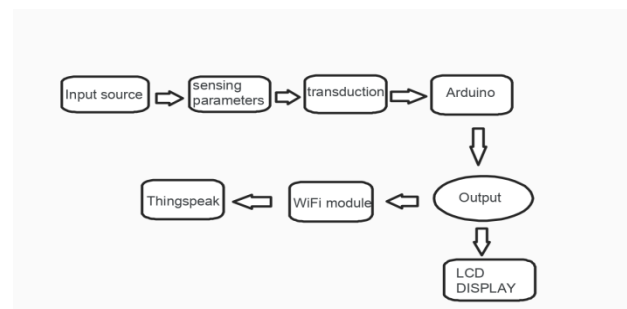 Input source
sensing
parameters
transduction
Arduino
Thingspeak
WiFi module
Output
LCD
DISPLAY